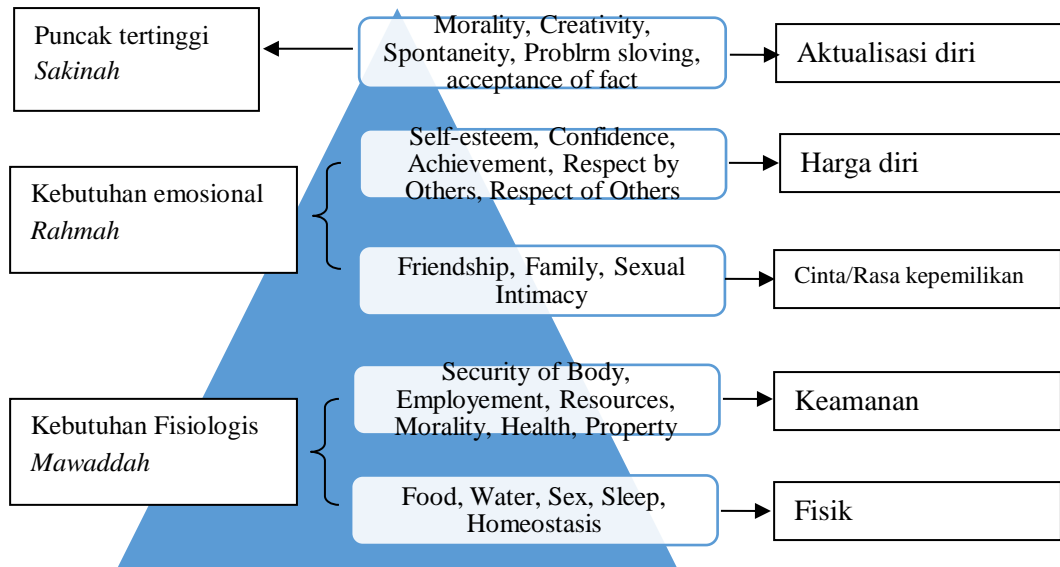 Puncak tertinggi
Sakinah
Morality, Creativity,
Spontaneity, Problrm sloving,
acceptance of fact
Aktualisasi diri
Kebutuhan emosional
Rahmah
Self-esteem, Confidence,
Achievement, Respect by
Others, Respect of Others
Harga diri
Friendship, Family, Sexual
Intimacy
Cinta/Rasa kepemilikan
Kebutuhan Fisiologis
Mawaddah
Security of Body,
Employement, Resources,
Morality, Health, Property
Keamanan
Food, Water, Sex, Sleep,
Homeostasis
Fisik